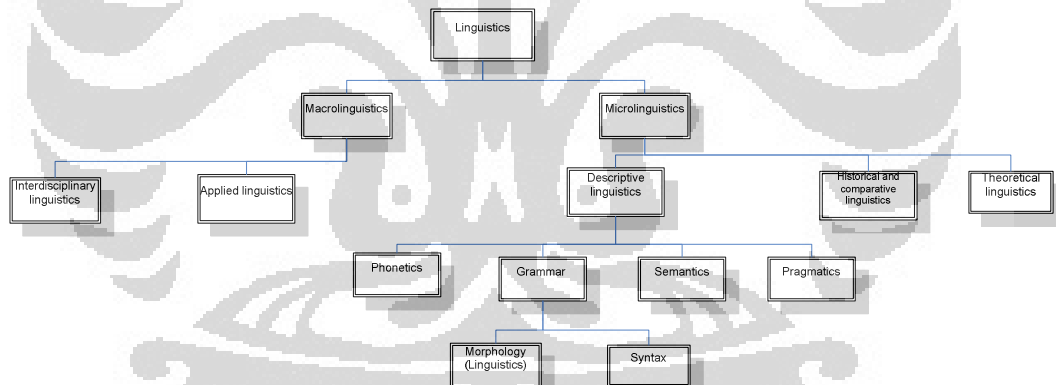 Linguistics
Macrolinguistics
Microlinguistics
Interdisciplinary
linguistics
Applied linguistics
Descriptive
linguistics
Historical and
comparative
linguistics
Theoretical
linguistics
Phonetics
Grammar
Semantics
Pragmatics
Morphology
(Linguistics)
Syntax